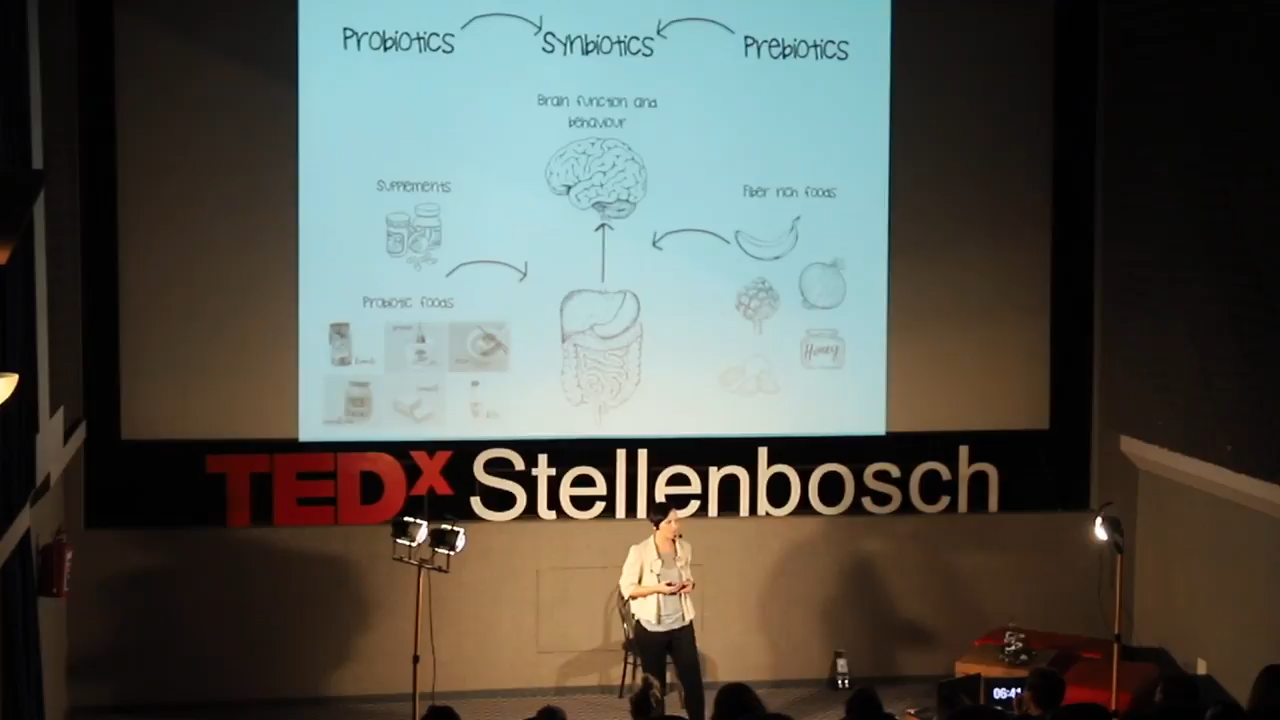 Probiotics
Synbiotics
Prebiotics
Brain function and
behaviour
Supplements
Fiber rich foods
Probiotic foods
Honey
TEDx Stellenbosch